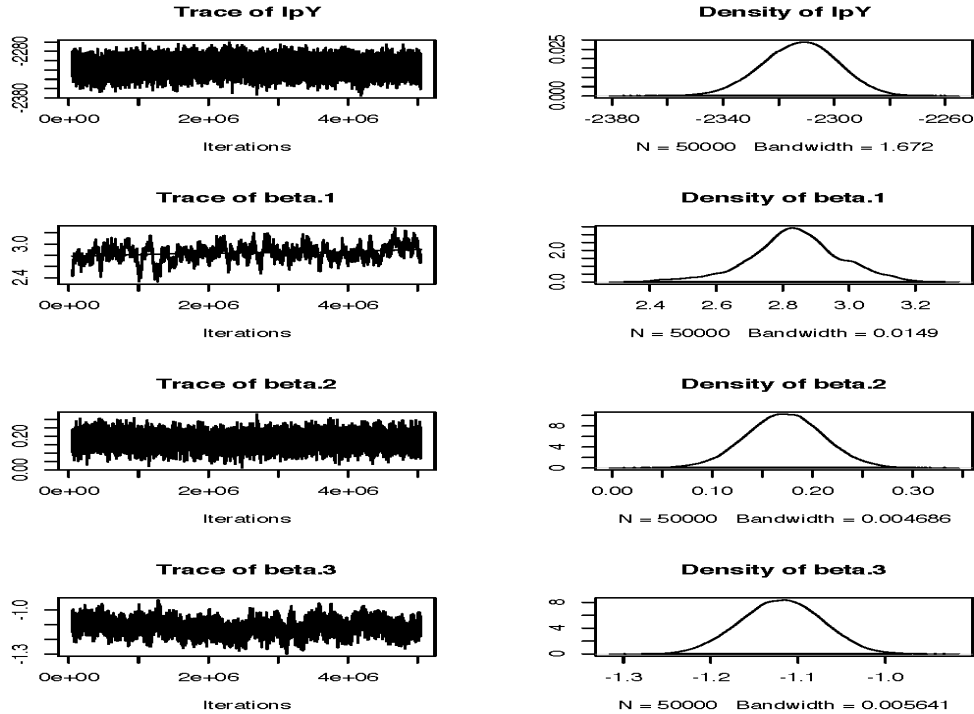 Trace of lpY
-2280
-2380
0e+00 2e+06 4e+06
Iterations
Density of lpY
0.025
0.000
-2380 -2340 -2300 -2260
N = 50000 Bandwidth = 1.672
Trace of beta.1
3.0
2.4
0e+00 2e+06 4e+06
Iterations
Density of beta.1
2.0
0.0
2.4 2.6 2.8 3.0 3.2
N = 50000 Bandwidth = 0.0149
Trace of beta.2
0.20
0.00
0e+00 2e+06 4e+06
Iterations
Density of beta.2
8
4
0
0.00 0.10 0.20 0.30
N = 50000 Bandwidth = 0.004686
Trace of beta.3
-1.0
-1.3
0e+00 2e+06 4e+06
Iterations
Density of beta.3
8
4
0
-1.3 -1.2 -1.1 -1.0
N = 50000 Bandwidth = 0.005641